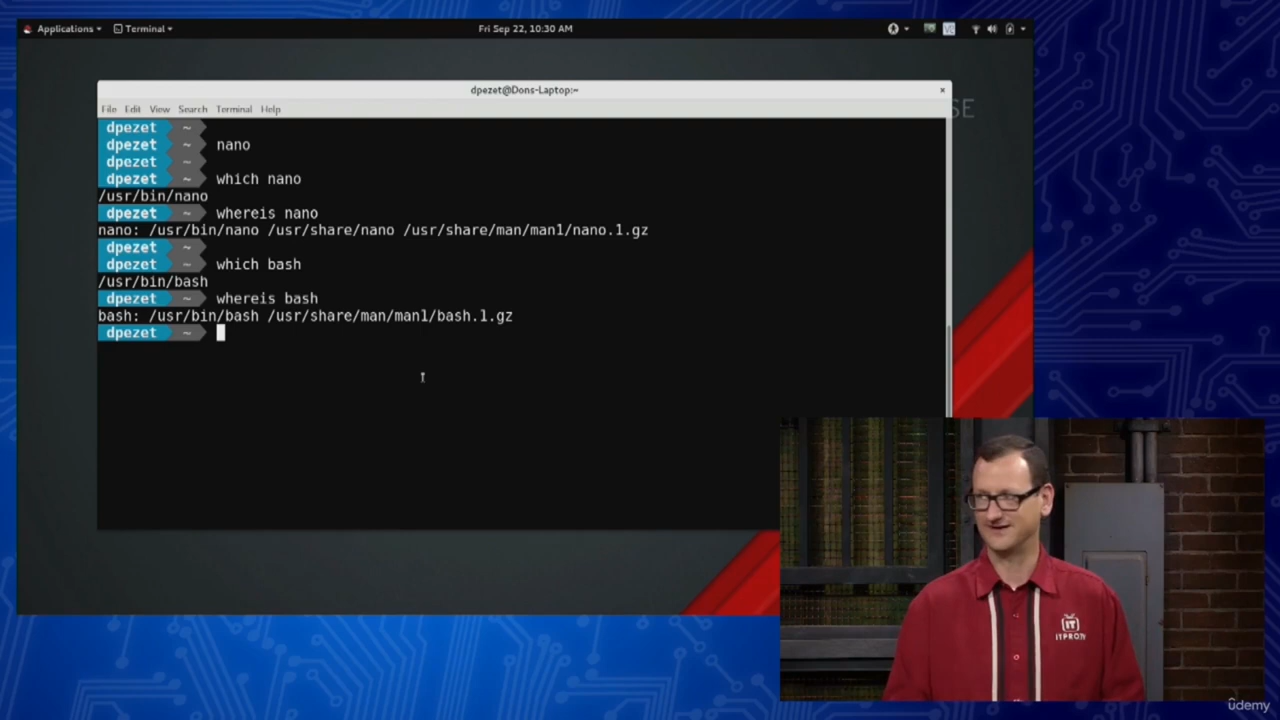 Applications Terminal Fri Sep 22, 10:30 AM
dpezet@Dons-Laptop:~ ×
File Edit View Search Terminal Help
SE
dpezet ~
dpezet ~ nano
dpezet ~
dpezet ~ which nano
/usr/bin/nano
dpezet ~ whereis nano
nano: /usr/bin/nano /usr/share/nano /usr/share/man/man1/nano.1.gz
dpezet ~
dpezet ~ which bash
/usr/bin/bash
dpezet ~ whereis bash
bash: /usr/bin/bash /usr/share/man/man1/bash.1.gz
dpezet ~
IT
ITPROTV
udemy